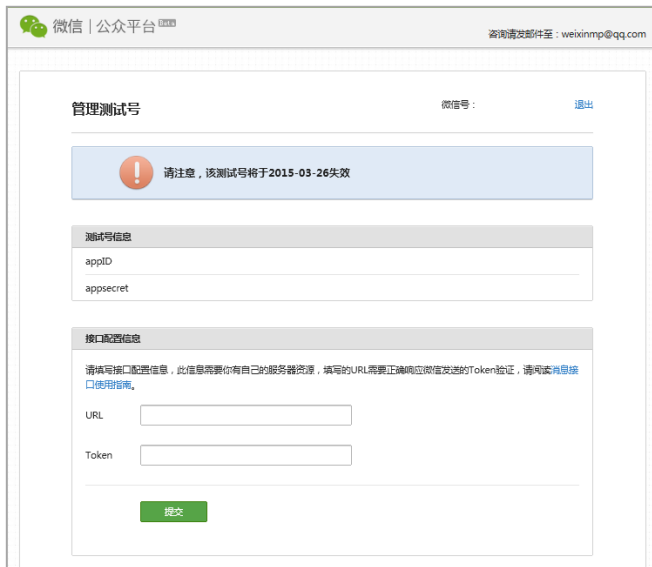 微信 | 公众平台 Beta
咨询请发邮件至：weixinmp@qq.com
管理测试号
微信号：
退出
请注意，该测试号将于2015-03-26失效
测试号信息
appID
appsecret
接口配置信息
请填写接口配置信息，此信息需要你有自己的服务器资源，填写的URL需要正确响应微信发送的Token验证，请阅读消息接
口使用指南。
URL
Token
提交